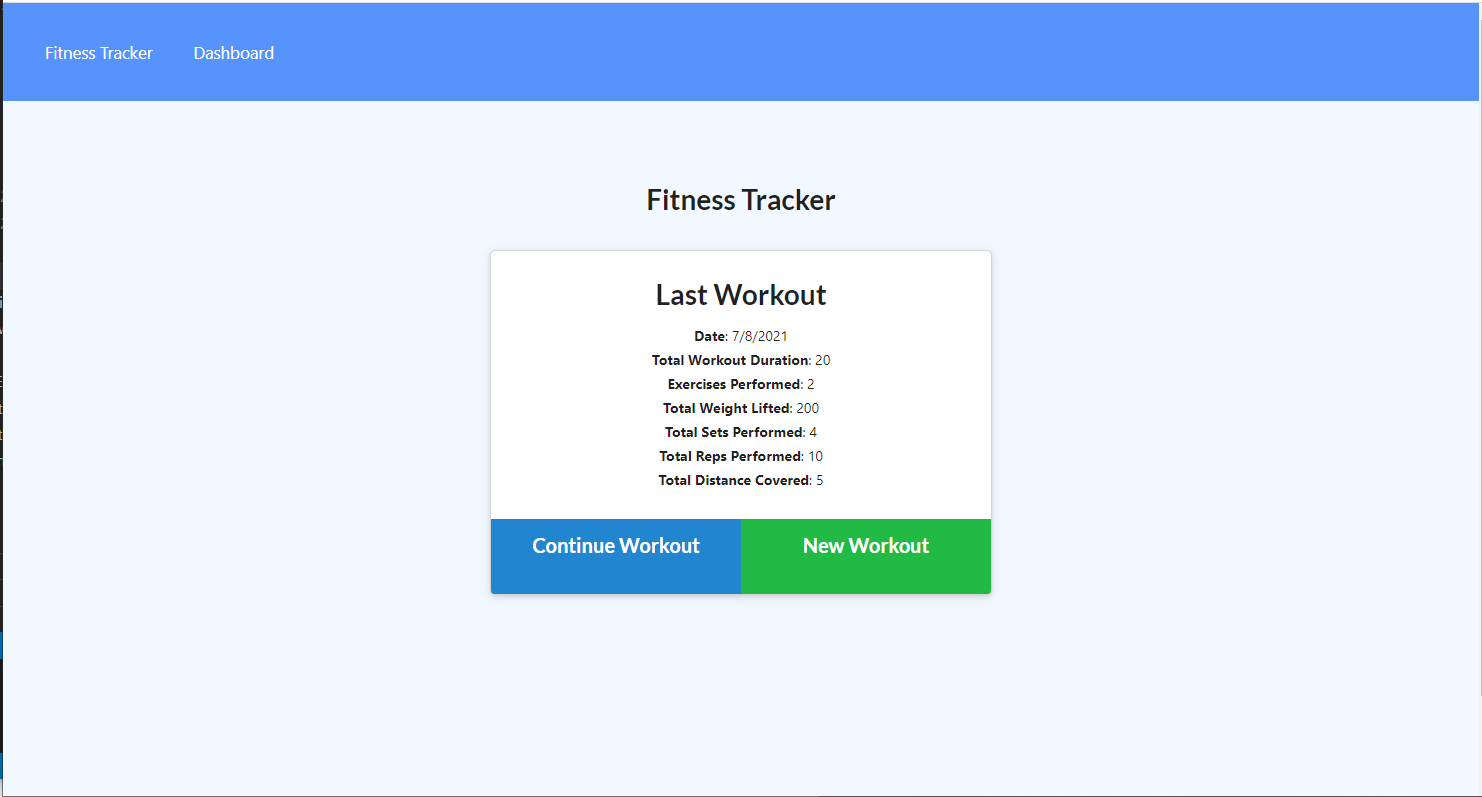 Fitness Tracker Dashboard
Fitness Tracker
Last Workout
Date: 7/8/2021
Total Workout Duration: 20
Exercises Performed: 2
Total Weight Lifted: 200
Total Sets Performed: 4
Total Reps Performed: 10
Total Distance Covered: 5
Continue Workout New Workout